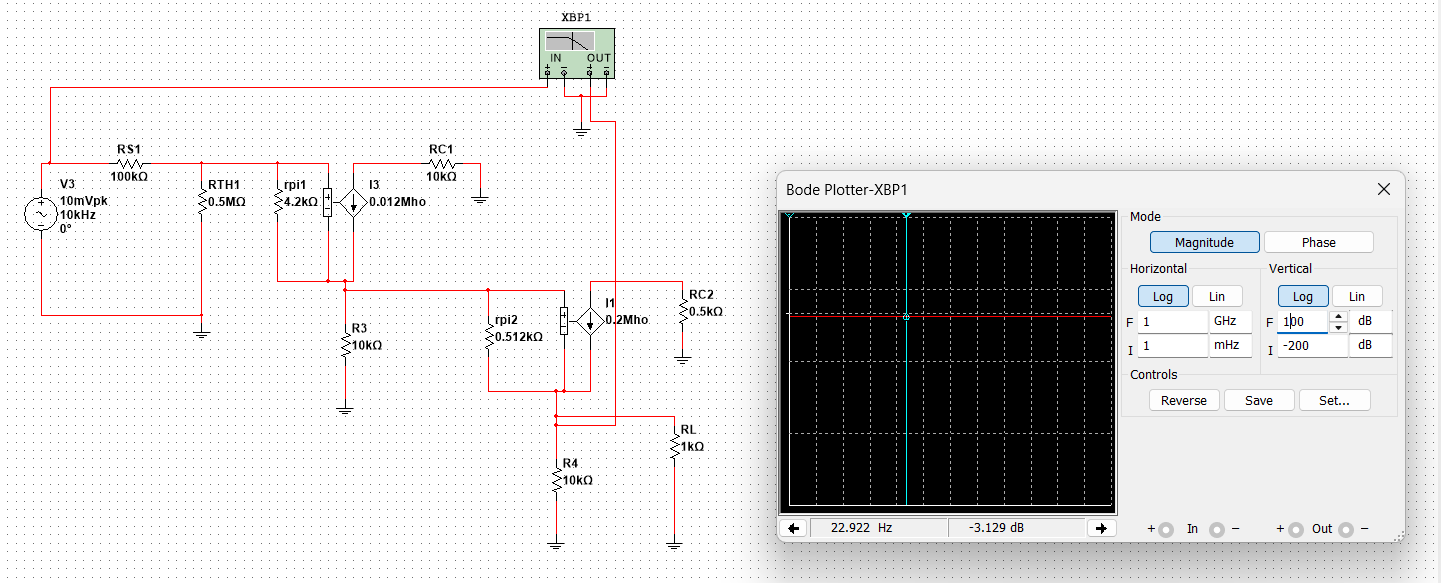 XBP1
IN OUT
+ − + −
RS1
100kΩ
RC1
10kΩ
V3
10mVpk
10kHz
0°
RTH1
0.5MΩ
rpi1
4.2kΩ
I3
0.012Mho
R3
10kΩ
rpi2
0.512kΩ
I1
0.2Mho
RC2
0.5kΩ
RL
1kΩ
R4
10kΩ
Bode Plotter-XBP1
Mode
Magnitude Phase
Horizontal Vertical
Log Lin Log Lin
F 1 GHz F 100 dB
I 1 mHz I -200 dB
Controls
Reverse Save Set...
22.922 Hz -3.129 dB
+ In − + Out −